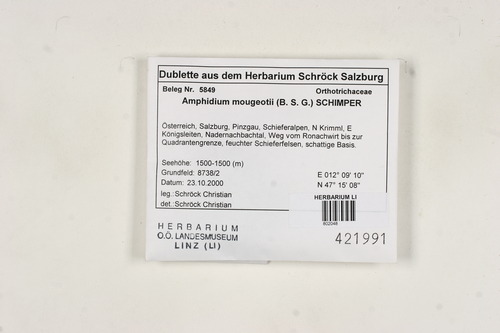 Dublette aus dem Herbarium Schröck Salzburg
Beleg Nr. 5849 Orthotrichaceae
Amphidium mougeotii (B. S. G.) SCHIMPER
Österreich, Salzburg, Pinzgau, Schieferalpen, N Krimml, E
Königsleiten, Nadernachbachtal, Weg vom Ronachwirt bis zur
Quadrantengrenze, feuchter Schieferfelsen, schattige Basis.
Seehöhe: 1500-1500 (m)
Grundfeld: 8738/2 E 012° 09' 10"
Datum: 23.10.2000 N 47° 15' 08"
leg.:Schröck Christian
det.:Schröck Christian
HERBARIUM LI
602046
HERBARIUM
O.Ö. LANDESMUSEUM
LINZ (LI)
421991